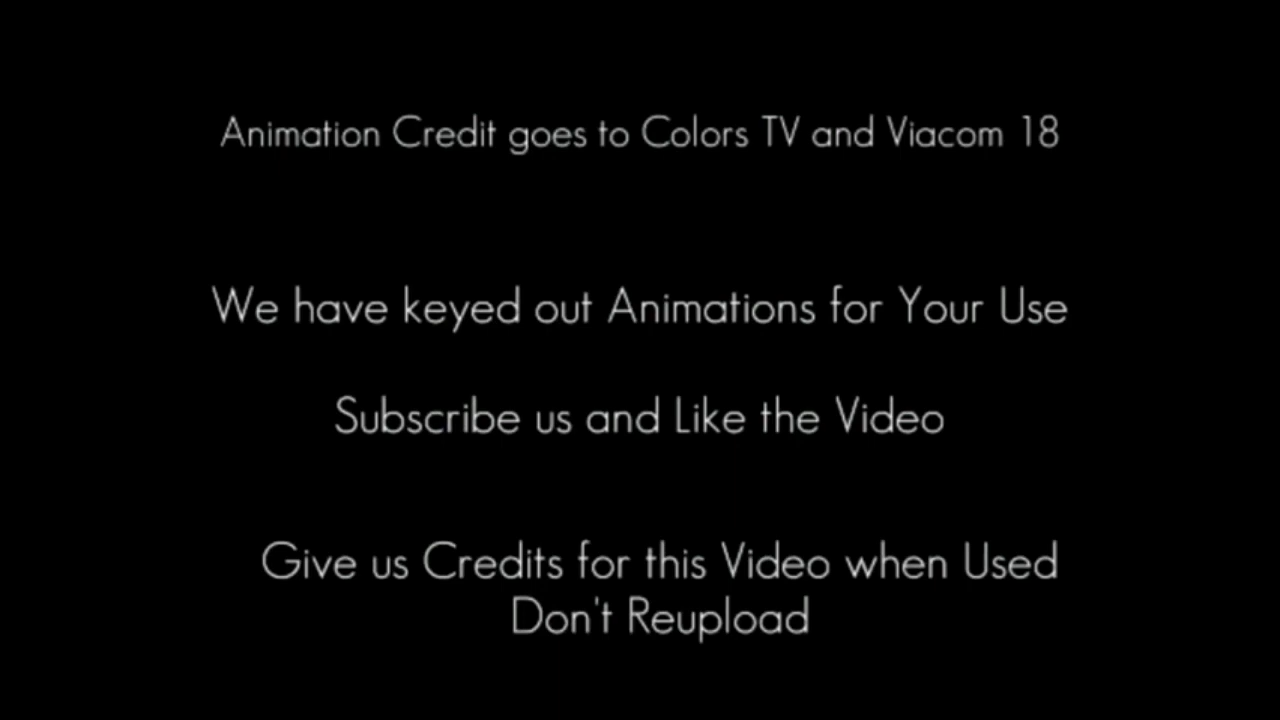 Animation Credit goes to Colors TV and Viacom 18
We have keyed out Animations for Your Use
Subscribe us and Like the Video
Give us Credits for this Video when Used
Don't Reupload